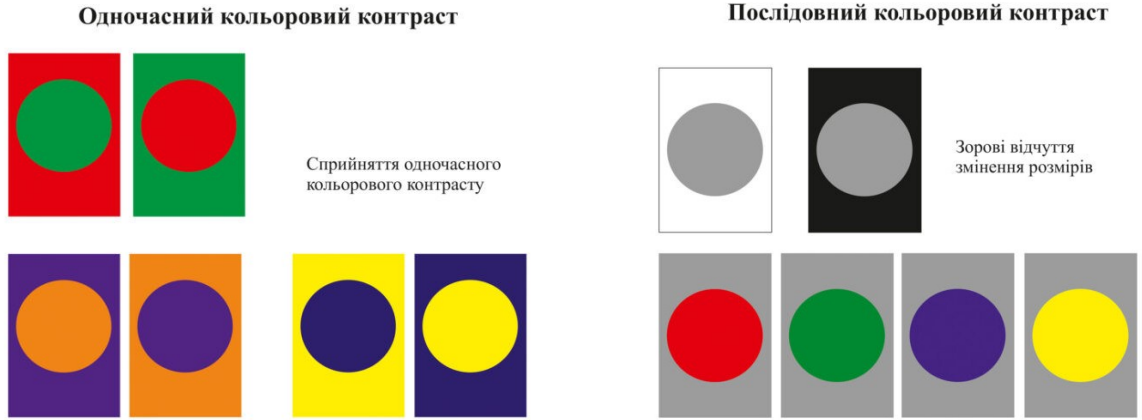 Одночасний кольоровий контраст
Послідовний кольоровий контраст
Сприйняття одночасного
кольорового контрасту
Зорові відчуття
змінення розмірів